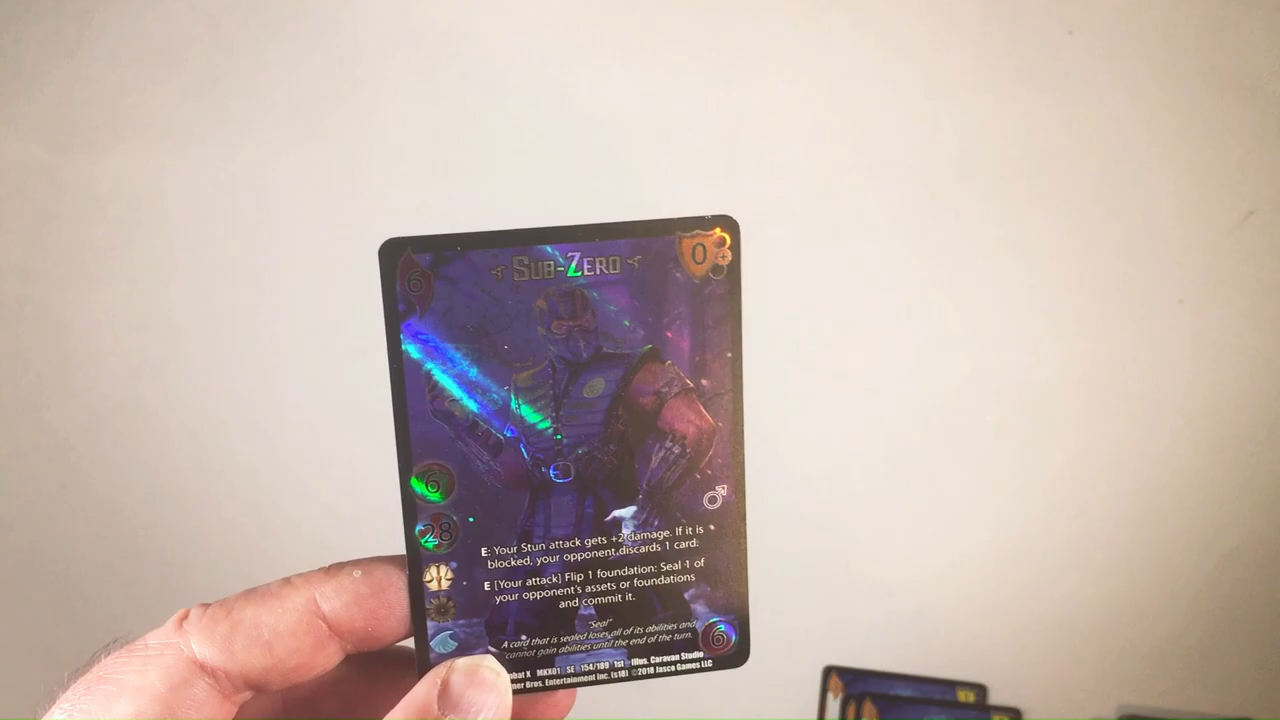 6
SUB-ZERO
0
6
28
E: Your Stun attack gets +2 damage. If it is
blocked, your opponent discards 1 card.
E [Your attack] Flip 1 foundation: Seal 1 of
your opponent's assets or foundations
and commit it.
"Seal"
A card that is sealed loses all of its abilities and
cannot gain abilities until the end of the turn.
6
X MKX01 SE 154/189 1st Illus. Caravan Studio
Bros. Entertainment Inc. (s18) ©2018 Jasco Games LLC